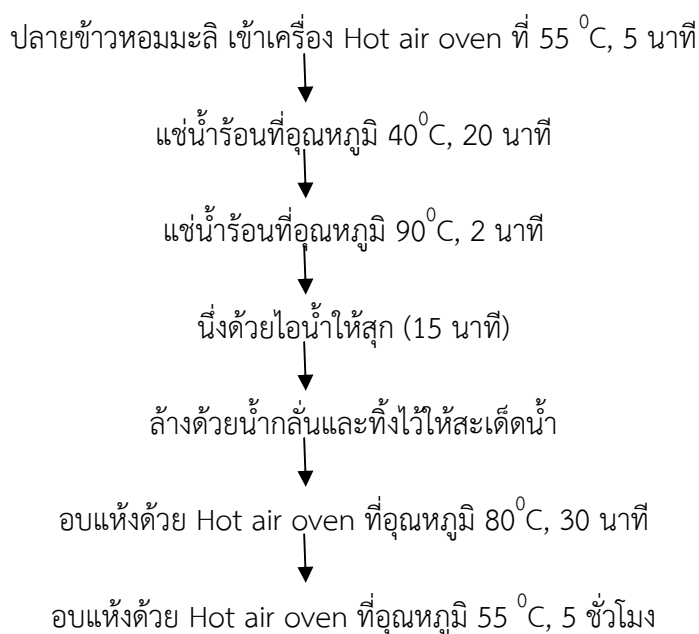 ปลายข้าวหอมมะลิ เข้าเครื่อง Hot air oven ที่ 55 ⁰C, 5 นาที
แช่น้ำร้อนที่อุณหภูมิ 40⁰C, 20 นาที
แช่น้ำร้อนที่อุณหภูมิ 90⁰C, 2 นาที
นึ่งด้วยไอน้ำให้สุก (15 นาที)
ล้างด้วยน้ำกลั่นและทิ้งไว้ให้สะเด็ดน้ำ
อบแห้งด้วย Hot air oven ที่อุณหภูมิ 80⁰C, 30 นาที
อบแห้งด้วย Hot air oven ที่อุณหภูมิ 55 ⁰C, 5 ชั่วโมง